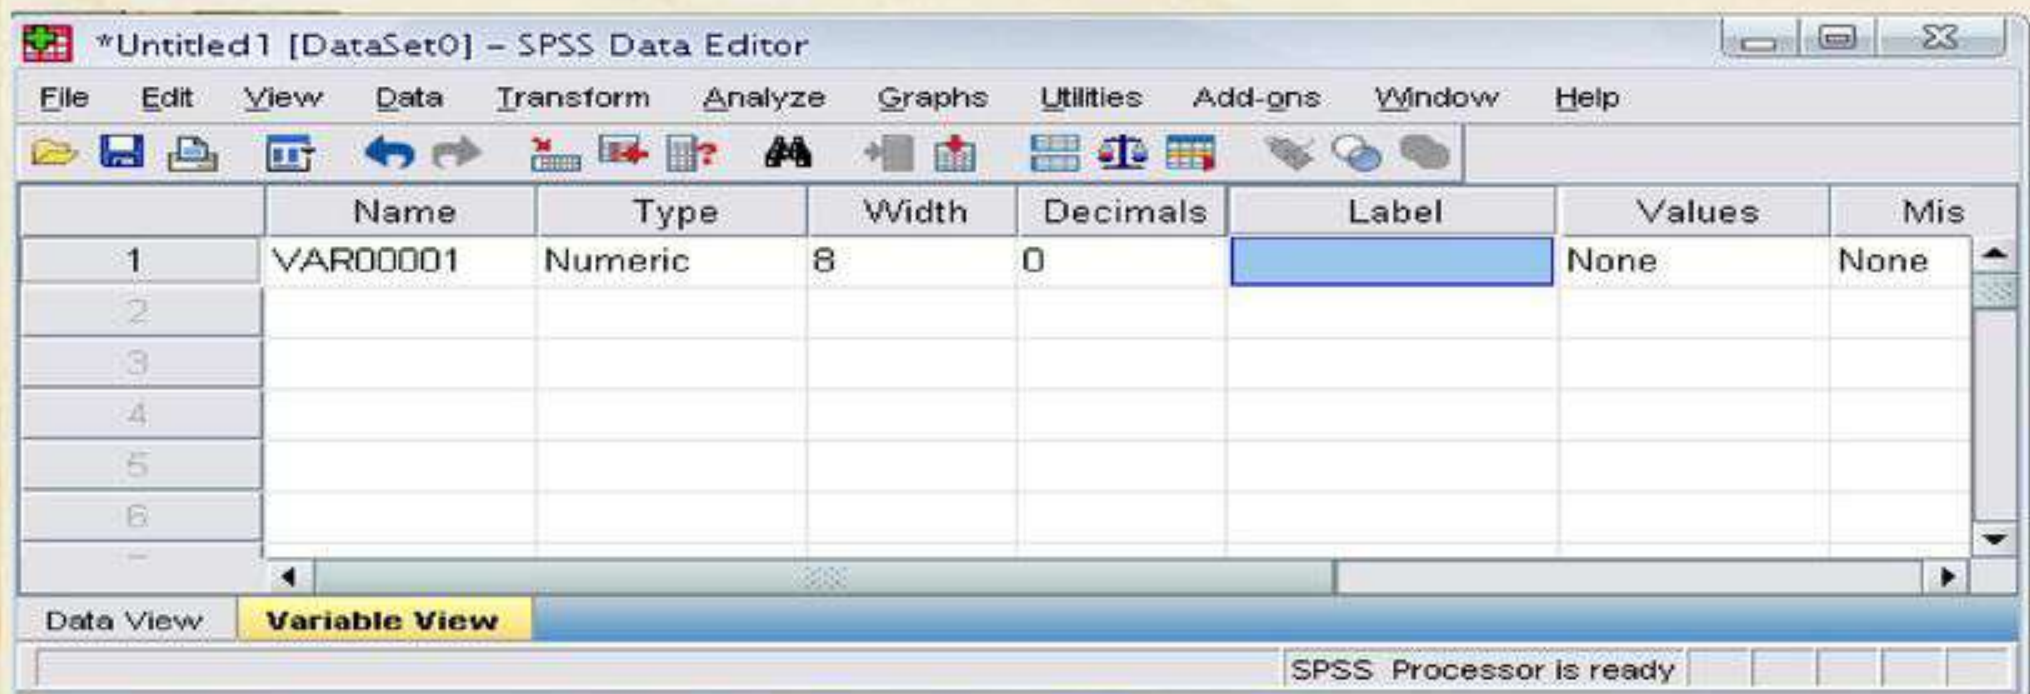 *Untitled1 [DataSet0] – SPSS Data Editor
File Edit View Data Transform Analyze Graphs Utilities Add-ons Window Help
Name Type Width Decimals Label Values Mis
1 VAR00001 Numeric 8 0 None None
2
3
4
5
6
Data View Variable View
SPSS Processor is ready